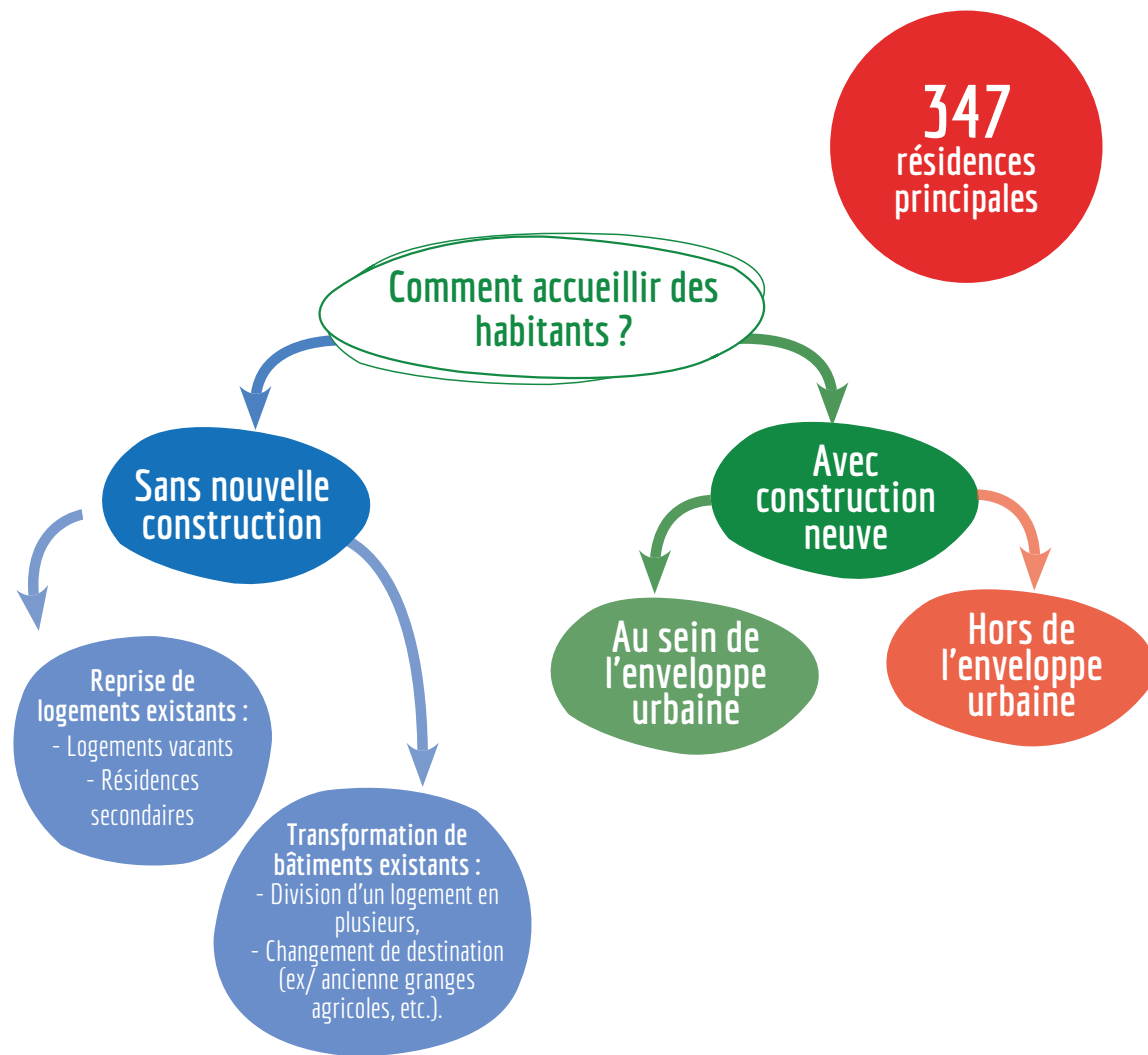 347
résidences
principales
Comment accueillir des
habitants ?
Sans nouvelle
construction
Avec
construction
neuve
Au sein de
l'enveloppe
urbaine
Hors de
l'enveloppe
urbaine
Reprise de
logements existants :
- Logements vacants
- Résidences
secondaires
Transformation de
bâtiments existants :
- Division d'un logement en
plusieurs,
- Changement de destination
(ex/ ancienne granges
agricoles, etc.).